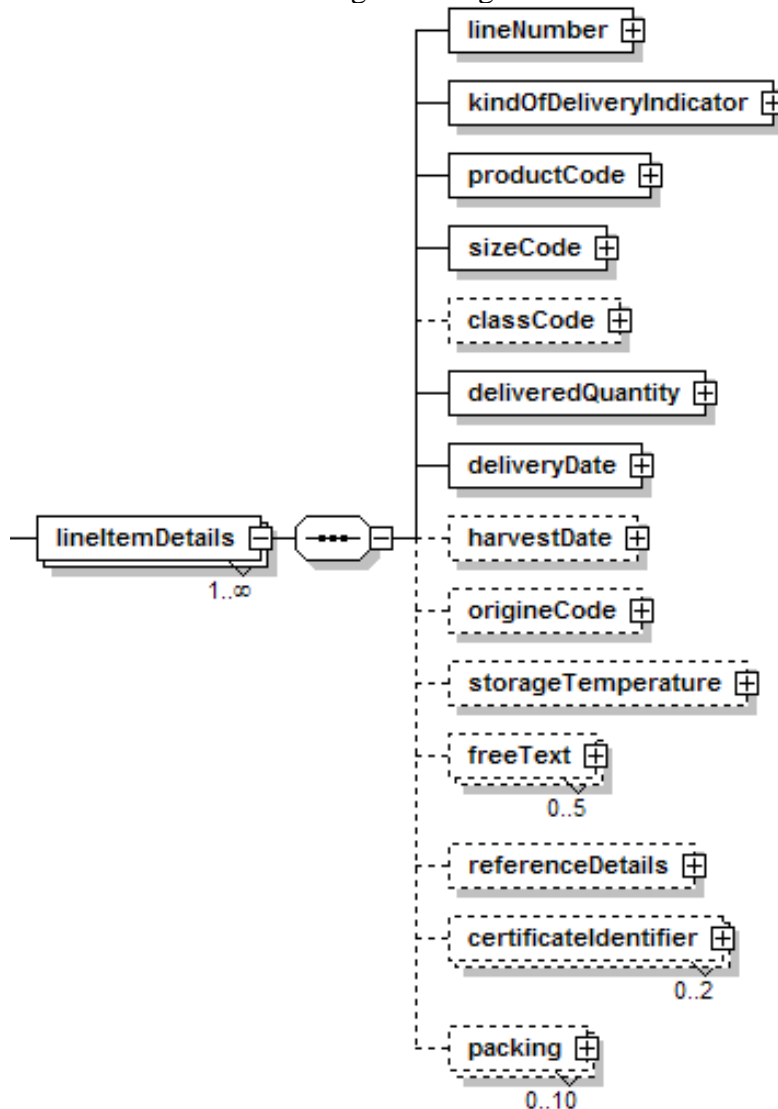 lineNumber
kindOfDeliveryIndicator
productCode
sizeCode
classCode
deliveredQuantity
deliveryDate
lineItemDetails
1..∞
harvestDate
origineCode
storageTemperature
freeText
0..5
referenceDetails
certificateIdentifier
0..2
packing
0..10